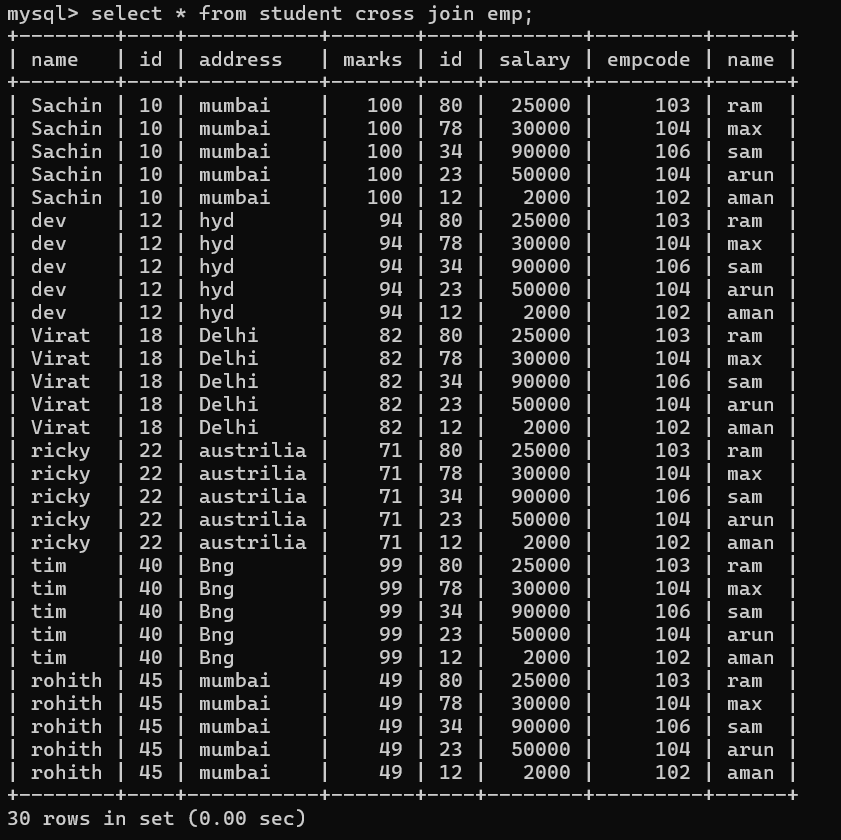 mysql> select * from student cross join emp;
+--------+----+-----------+-------+----+--------+---------+------+
| name   | id | address   | marks | id | salary | empcode | name |
+--------+----+-----------+-------+----+--------+---------+------+
| Sachin | 10 | mumbai    |   100 | 80 |  25000 |     103 | ram  |
| Sachin | 10 | mumbai    |   100 | 78 |  30000 |     104 | max  |
| Sachin | 10 | mumbai    |   100 | 34 |  90000 |     106 | sam  |
| Sachin | 10 | mumbai    |   100 | 23 |  50000 |     104 | arun |
| Sachin | 10 | mumbai    |   100 | 12 |   2000 |     102 | aman |
| dev    | 12 | hyd       |    94 | 80 |  25000 |     103 | ram  |
| dev    | 12 | hyd       |    94 | 78 |  30000 |     104 | max  |
| dev    | 12 | hyd       |    94 | 34 |  90000 |     106 | sam  |
| dev    | 12 | hyd       |    94 | 23 |  50000 |     104 | arun |
| dev    | 12 | hyd       |    94 | 12 |   2000 |     102 | aman |
| Virat  | 18 | Delhi     |    82 | 80 |  25000 |     103 | ram  |
| Virat  | 18 | Delhi     |    82 | 78 |  30000 |     104 | max  |
| Virat  | 18 | Delhi     |    82 | 34 |  90000 |     106 | sam  |
| Virat  | 18 | Delhi     |    82 | 23 |  50000 |     104 | arun |
| Virat  | 18 | Delhi     |    82 | 12 |   2000 |     102 | aman |
| ricky  | 22 | austrilia |    71 | 80 |  25000 |     103 | ram  |
| ricky  | 22 | austrilia |    71 | 78 |  30000 |     104 | max  |
| ricky  | 22 | austrilia |    71 | 34 |  90000 |     106 | sam  |
| ricky  | 22 | austrilia |    71 | 23 |  50000 |     104 | arun |
| ricky  | 22 | austrilia |    71 | 12 |   2000 |     102 | aman |
| tim    | 40 | Bng       |    99 | 80 |  25000 |     103 | ram  |
| tim    | 40 | Bng       |    99 | 78 |  30000 |     104 | max  |
| tim    | 40 | Bng       |    99 | 34 |  90000 |     106 | sam  |
| tim    | 40 | Bng       |    99 | 23 |  50000 |     104 | arun |
| tim    | 40 | Bng       |    99 | 12 |   2000 |     102 | aman |
| rohith | 45 | mumbai    |    49 | 80 |  25000 |     103 | ram  |
| rohith | 45 | mumbai    |    49 | 78 |  30000 |     104 | max  |
| rohith | 45 | mumbai    |    49 | 34 |  90000 |     106 | sam  |
| rohith | 45 | mumbai    |    49 | 23 |  50000 |     104 | arun |
| rohith | 45 | mumbai    |    49 | 12 |   2000 |     102 | aman |
+--------+----+-----------+-------+----+--------+---------+------+
30 rows in set (0.00 sec)